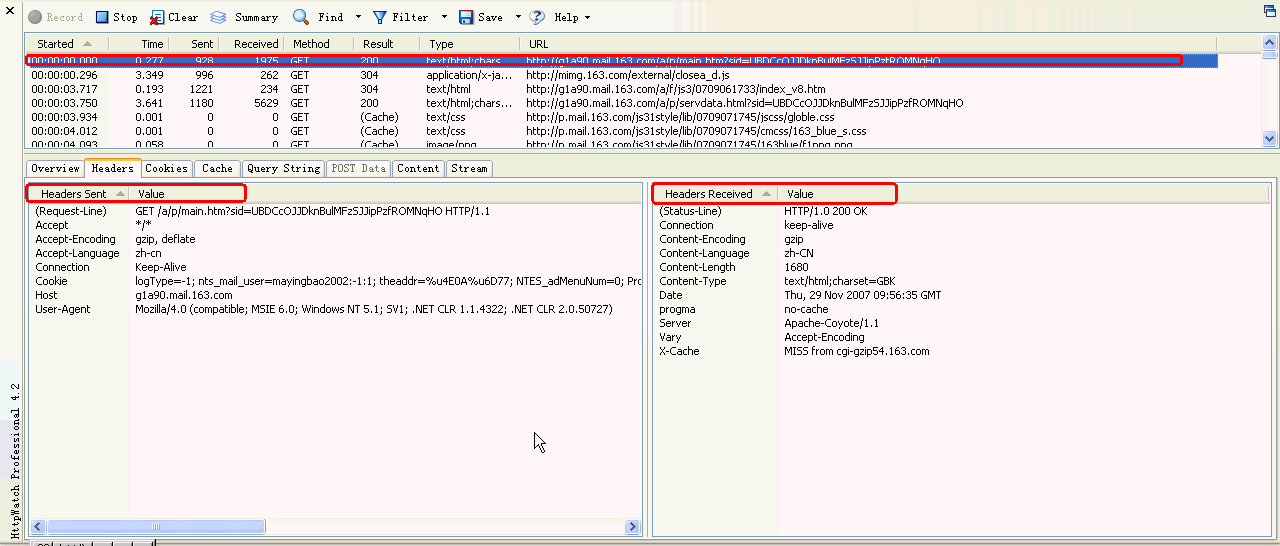 Record Stop Clear Summary Find Filter Save Help
Started Time Sent Received Method Result Type URL
00:00:00.000 0.277 928 1975 GET 200 text/html;chars... http://g1a90.mail.163.com/a/p/main.htm?sid=UBDCcOJJDknBulMFzSJJipPzfROMNqHO
00:00:00.296 3.349 996 262 GET 304 application/x-ja... http://mimg.163.com/external/closea_d.js
00:00:03.717 0.193 1221 234 GET 304 text/html http://g1a90.mail.163.com/a/f/js3/0709061733/index_v8.htm
00:00:03.750 3.641 1180 5629 GET 200 text/html;chars... http://g1a90.mail.163.com/a/p/servdata.html?sid=UBDCcOJJDknBulMFzSJJipPzfROMNqHO
00:00:03.934 0.001 0 0 GET (Cache) text/css http://p.mail.163.com/js31style/lib/0709071745/jscss/globle.css
00:00:04.012 0.001 0 0 GET (Cache) text/css http://p.mail.163.com/js31style/lib/0709071745/cmcss/163_blue_s.css
00:00:04.093 0.058 0 0 GET (Cache) image/png http://p.mail.163.com/js31style/lib/0709071745/163blue/f1png.png
Overview Headers Cookies Cache Query String POST Data Content Stream
Headers Sent Value
(Request-Line) GET /a/p/main.htm?sid=UBDCcOJJDknBulMFzSJJipPzfROMNqHO HTTP/1.1
Accept */*
Accept-Encoding gzip, deflate
Accept-Language zh-cn
Connection Keep-Alive
Cookie logType=-1; nts_mail_user=mayingbao2002:-1:1; theaddr=%u4E0A%u6D77; NTES_adMenuNum=0; Pro
Host g1a90.mail.163.com
User-Agent Mozilla/4.0 (compatible; MSIE 6.0; Windows NT 5.1; SV1; .NET CLR 1.1.4322; .NET CLR 2.0.50727)
Headers Received Value
(Status-Line) HTTP/1.0 200 OK
Connection keep-alive
Content-Encoding gzip
Content-Language zh-CN
Content-Length 1680
Content-Type text/html;charset=GBK
Date Thu, 29 Nov 2007 09:56:35 GMT
progma no-cache
Server Apache-Coyote/1.1
Vary Accept-Encoding
X-Cache MISS from cgi-gzip54.163.com
HttpWatch Professional 4.2